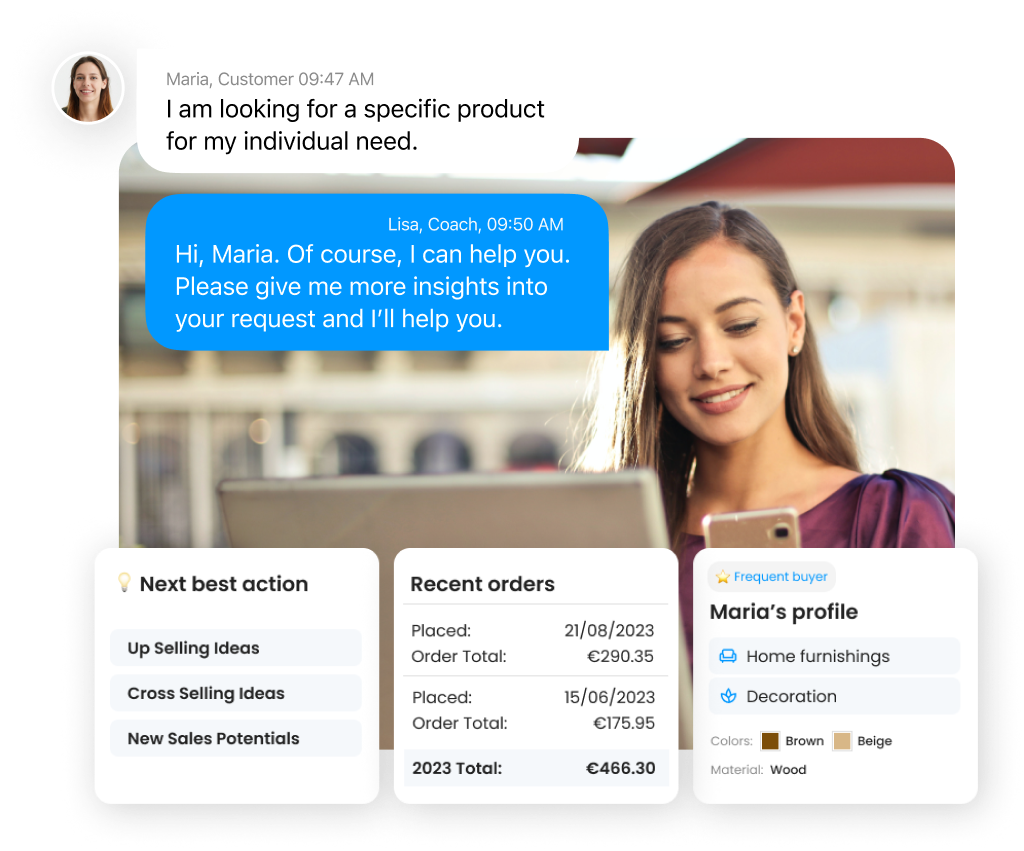 Maria, Customer 09:47 AM
I am looking for a specific product
for my individual need.
Lisa, Coach, 09:50 AM
Hi, Maria. Of course, I can help you.
Please give me more insights into
your request and I’ll help you.
Next best action
Up Selling Ideas
Cross Selling Ideas
New Sales Potentials
Recent orders
Placed: 21/08/2023
Order Total: €290.35
Placed: 15/06/2023
Order Total: €175.95
2023 Total: €466.30
Frequent buyer
Maria’s profile
Home furnishings
Decoration
Colors: Brown Beige
Material: Wood